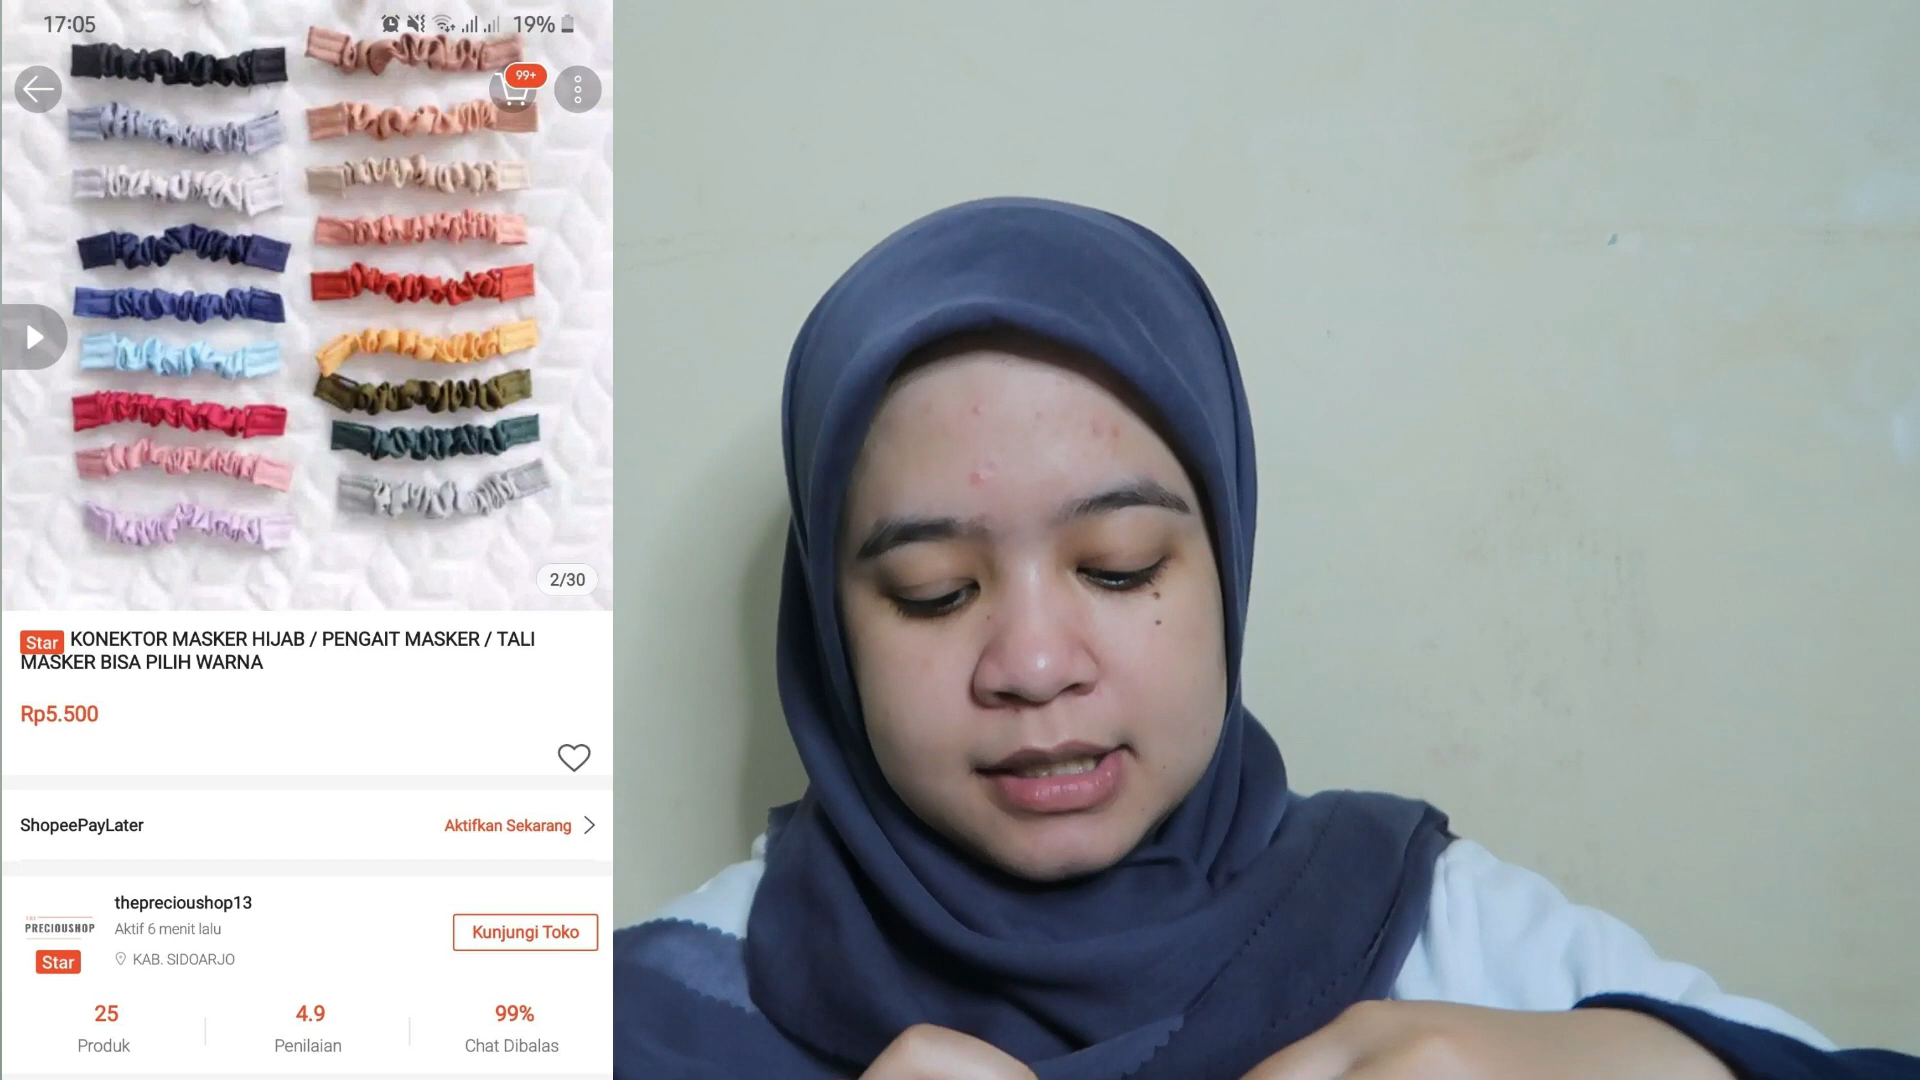 17:05
19%
99+
2/30
Star KONEKTOR MASKER HIJAB / PENGAIT MASKER / TALI
MASKER BISA PILIH WARNA
Rp5.500
ShopeePayLater
Aktifkan Sekarang
THE
PRECIOUSHOP
Star
thepreciousshop13
Aktif 6 menit lalu
KAB. SIDOARJO
Kunjungi Toko
25
Produk
4.9
Penilaian
99%
Chat Dibalas